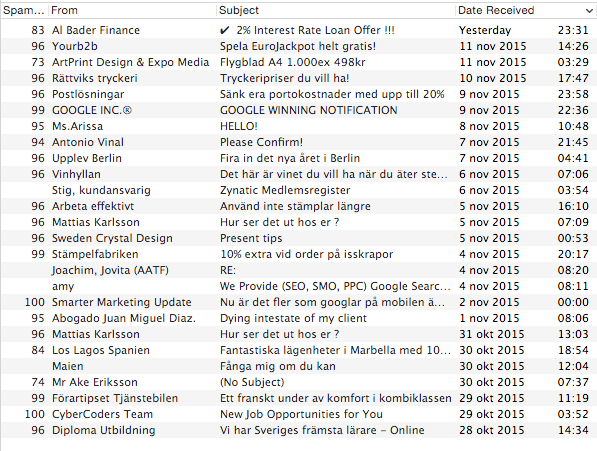 Spam... From Subject Date Received
83 Al Bader Finance ✔ 2% Interest Rate Loan Offer !!! Yesterday 23:31
96 Yourb2b Spela EuroJackpot helt gratis! 11 nov 2015 14:26
73 ArtPrint Design & Expo Media Flygblad A4 1.000ex 498kr 11 nov 2015 03:29
96 Rättviks tryckeri Tryckeripriser du vill ha! 10 nov 2015 17:47
96 Postlösningar Sänk era portokostnader med upp till 20% 9 nov 2015 23:58
99 GOOGLE INC.® GOOGLE WINNING NOTIFICATION 9 nov 2015 22:36
95 Ms.Arissa HELLO! 8 nov 2015 10:48
94 Antonio Vinal Please Confirm! 7 nov 2015 21:45
96 Upplev Berlin Fira in det nya året i Berlin 7 nov 2015 04:41
96 Vinhyllan Det här är vinet du vill ha när du äter ste... 6 nov 2015 07:06
Stig, kundansvarig Zynatic Medlemsregister 6 nov 2015 03:54
96 Arbeta effektivt Använd inte stämplar längre 5 nov 2015 16:10
96 Mattias Karlsson Hur ser det ut hos er ? 5 nov 2015 07:09
96 Sweden Crystal Design Present tips 5 nov 2015 00:53
99 Stämpelfabriken 10% extra vid order på isskrapor 4 nov 2015 20:17
Joachim, Jovita (AATF) RE: 4 nov 2015 08:20
amy We Provide (SEO, SMO, PPC) Google Searc... 4 nov 2015 08:11
100 Smarter Marketing Update Nu är det fler som googlar på mobilen ä... 2 nov 2015 00:00
95 Abogado Juan Miguel Diaz. Dying intestate of my client 1 nov 2015 08:06
96 Mattias Karlsson Hur ser det ut hos er ? 31 okt 2015 13:03
84 Los Lagos Spanien Fantastiska lägenheter i Marbella med 10... 30 okt 2015 18:54
Maien Fånga mig om du kan 30 okt 2015 12:04
74 Mr Ake Eriksson (No Subject) 30 okt 2015 07:37
99 Förartipset Tjänstebilen Ett franskt under av komfort i kombiklassen 29 okt 2015 11:19
100 CyberCoders Team New Job Opportunities for You 29 okt 2015 03:52
96 Diploma Utbildning Vi har Sveriges främsta lärare – Online 28 okt 2015 14:34